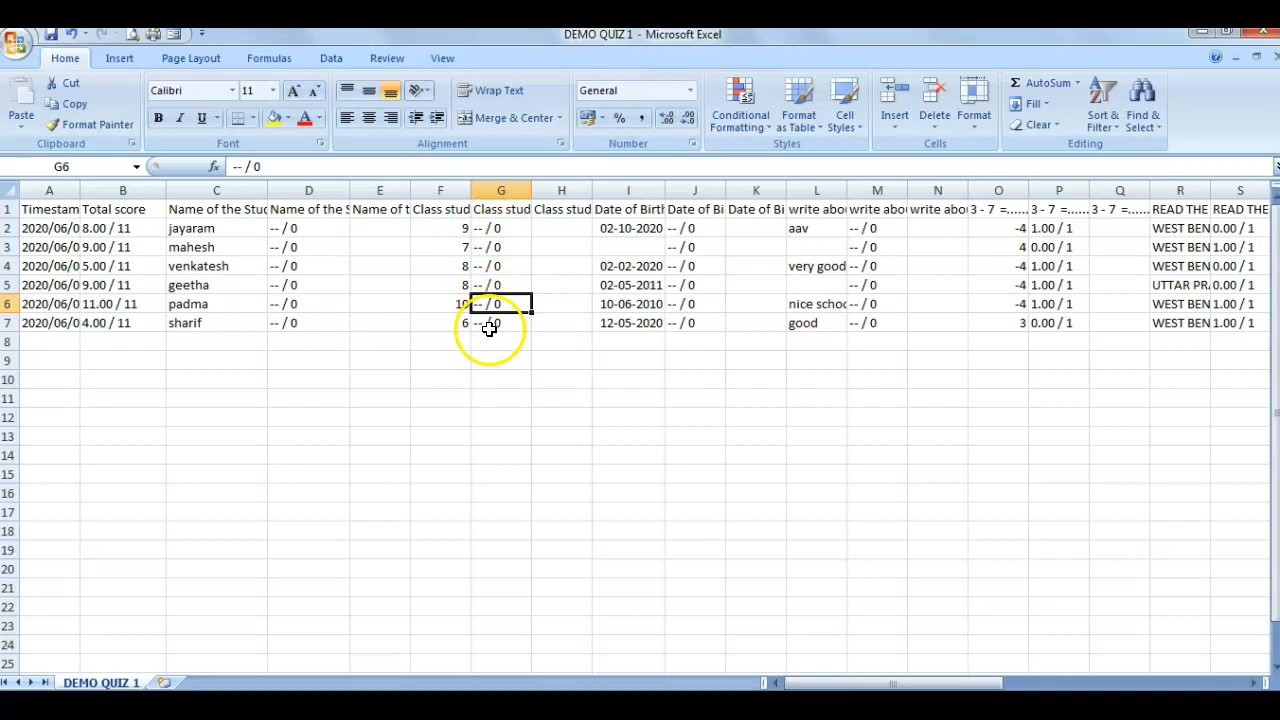 DEMO QUIZ 1 - Microsoft Excel
Home Insert Page Layout Formulas Data Review View
Cut
Copy
Format Painter
Paste
Clipboard
Calibri 11
B I U
Font
Wrap Text
Merge & Center
Alignment
General
Number
Conditional Formatting
Format as Table
Cell Styles
Styles
Insert Delete Format
Cells
AutoSum
Fill
Clear
Sort & Filter
Find & Select
Editing
G6 fx -- / 0
A B C D E F G H I J K L M N O P Q R S
1 Timestam Total score Name of the Stud Name of the S Name of t Class stud Class stud Class stud Date of Birth Date of Bi Date of Bi write abou write abou write abou 3 - 7 =...... 3 - 7 =...... 3 - 7 =...... READ THE READ THE
2 2020/06/0 8.00 / 11 jayaram -- / 0 9 -- / 0 02-10-2020 -- / 0 aav -- / 0 -4 1.00 / 1 WEST BEN 0.00 / 1
3 2020/06/0 9.00 / 11 mahesh -- / 0 7 -- / 0 -- / 0 -- / 0 4 0.00 / 1 WEST BEN 1.00 / 1
4 2020/06/0 5.00 / 11 venkatesh -- / 0 8 -- / 0 02-02-2020 -- / 0 very good -- / 0 -4 1.00 / 1 WEST BEN 0.00 / 1
5 2020/06/0 9.00 / 11 geetha -- / 0 8 -- / 0 02-05-2011 -- / 0 -- / 0 -4 1.00 / 1 UTTAR PRA 0.00 / 1
6 2020/06/0 11.00 / 11 padma -- / 0 10 -- / 0 10-06-2010 -- / 0 nice schoo -- / 0 -4 1.00 / 1 WEST BEN 1.00 / 1
7 2020/06/0 4.00 / 11 sharif -- / 0 6 -- / 0 12-05-2020 -- / 0 good -- / 0 3 0.00 / 1 WEST BEN 1.00 / 1
8
9
10
11
12
13
14
15
16
17
18
19
20
21
22
23
24
25
DEMO QUIZ 1